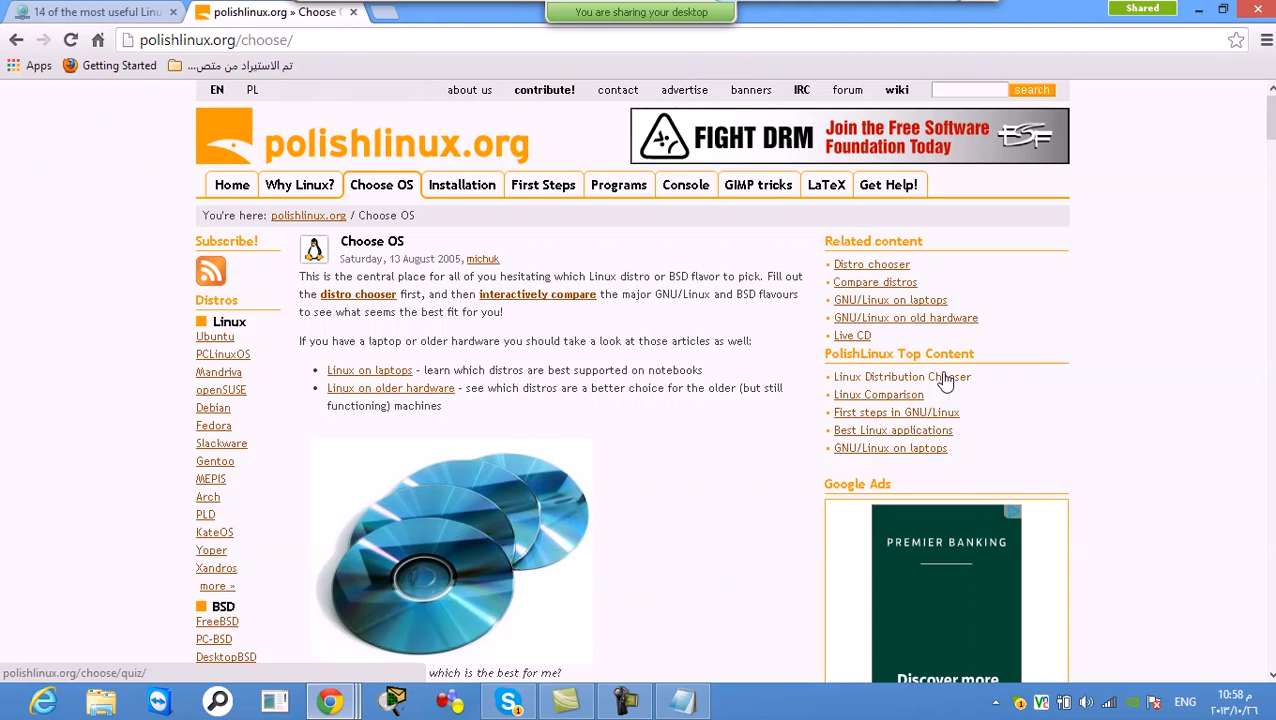 14 of the most useful Linu
polishlinux.org » Choose
You are sharing your desktop
Shared
polishlinux.org/choose/
Apps
Getting Started
تم الاستيراد من متص...
EN PL about us contribute! contact advertise banners IRC forum wiki search
polishlinux.org
FIGHT DRM
Join the Free Software
Foundation Today
FSF
Home Why Linux? Choose OS Installation First Steps Programs Console GIMP tricks LaTeX Get Help!
You're here: polishlinux.org / Choose OS
Subscribe!
Distros
Linux
Ubuntu
PCLinuxOS
Mandriva
openSUSE
Debian
Fedora
Slackware
Gentoo
MEPIS
Arch
PLD
KateOS
Yoper
Xandros
more »
BSD
FreeBSD
PC-BSD
DesktopBSD
Choose OS
Saturday, 13 August 2005, michuk
This is the central place for all of you hesitating which Linux distro or BSD flavor to pick. Fill out
the distro chooser first, and then interactively compare the major GNU/Linux and BSD flavours
to see what seems the best fit for you!
If you have a laptop or older hardware you should take a look at those articles as well:
• Linux on laptops - learn which distros are best supported on notebooks
• Linux on older hardware - see which distros are a better choice for the older (but still
functioning) machines
which is the best for me?
Related content
Distro chooser
Compare distros
GNU/Linux on laptops
GNU/Linux on old hardware
Live CD
PolishLinux Top Content
Linux Distribution Chooser
Linux Comparison
First steps in GNU/Linux
Best Linux applications
GNU/Linux on laptops
Google Ads
PREMIER BANKING
Discover more
polishlinux.org/choose/quiz/
ENG
10:58 م
٢٠١٣/١٠/٢٦